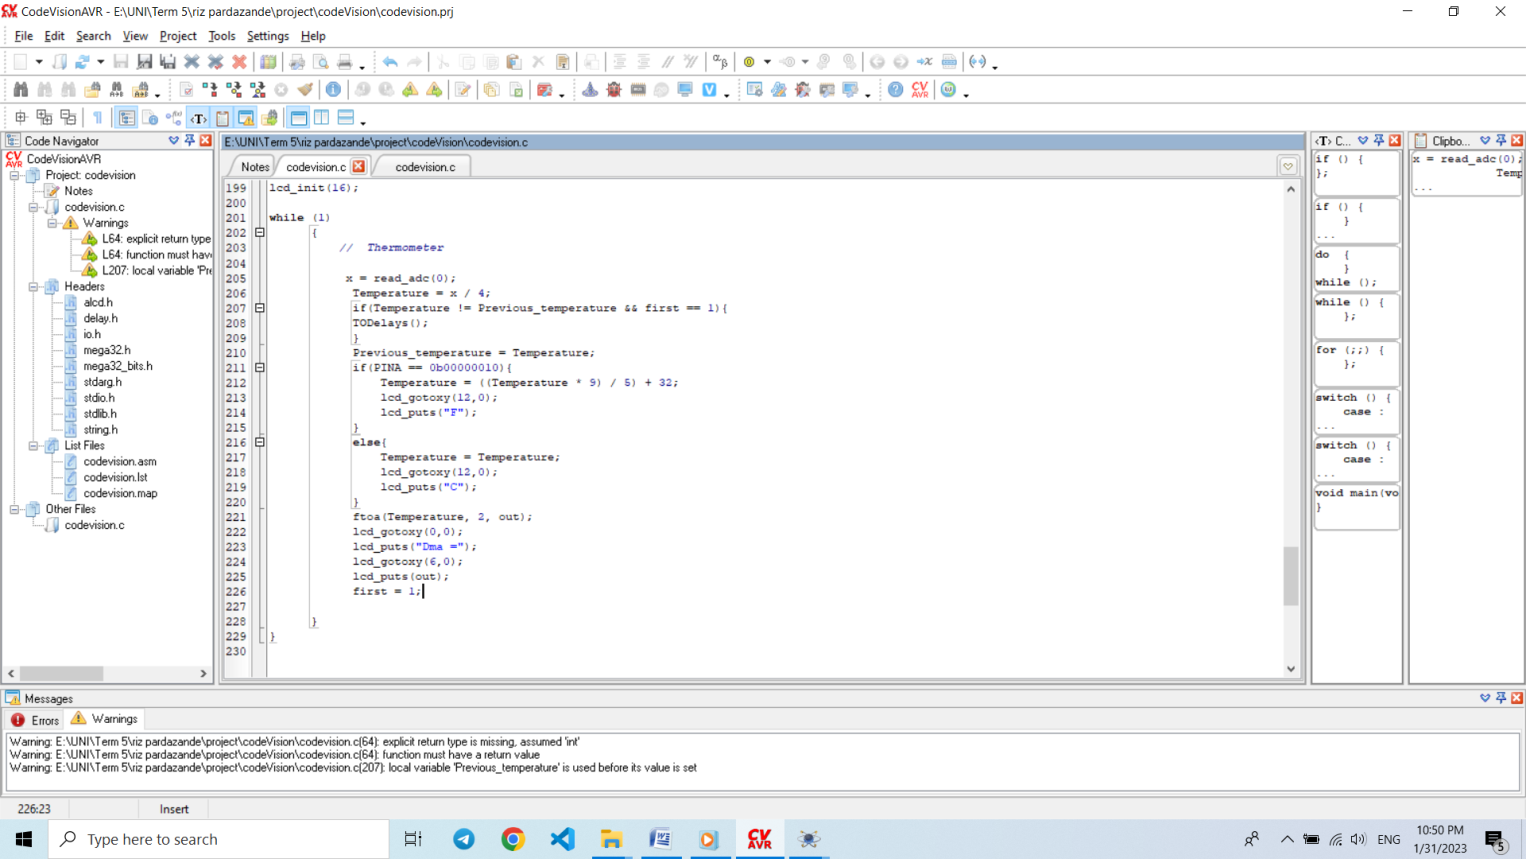 CodeVisionAVR - E:\UNI\Term 5\riz pardazande\project\codeVision\codevision.prj
File Edit Search View Project Tools Settings Help
Code Navigator
CodeVisionAVR
Project: codevision
Notes
codevision.c
Warnings
L64: explicit return type
L64: function must hav
L207: local variable 'Pre
Headers
alcd.h
delay.h
io.h
mega32.h
mega32_bits.h
stdarg.h
stdio.h
stdlib.h
string.h
List Files
codevision.asm
codevision.lst
codevision.map
Other Files
codevision.c
E:\UNI\Term 5\riz pardazande\project\codeVision\codevision.c
Notes codevision.c codevision.c
199 lcd_init(16);
200
201 while (1)
202 {
203 // Thermometer
204
205 x = read_adc(0);
206 Temperature = x / 4;
207 if(Temperature != Previous_temperature && first == 1){
208 TODelays();
209 }
210 Previous_temperature = Temperature;
211 if(PINA == 0b00000010){
212 Temperature = ((Temperature * 9) / 5) + 32;
213 lcd_gotoxy(12,0);
214 lcd_puts("F");
215 }
216 else{
217 Temperature = Temperature;
218 lcd_gotoxy(12,0);
219 lcd_puts("C");
220 }
221 ftoa(Temperature, 2, out);
222 lcd_gotoxy(0,0);
223 lcd_puts("Dma =");
224 lcd_gotoxy(6,0);
225 lcd_puts(out);
226 first = 1;
227
228 }
229 }
230
<T> C...
if () {
};
if () {
}
...
do {
}
while ();
while () {
};
for (;;) {
};
switch () {
case :
...
switch () {
case :
...
void main(vo
}
Clipbo...
x = read_adc(0);
Temp
...
Messages
Errors Warnings
Warning: E:\UNI\Term 5\riz pardazande\project\codeVision\codevision.c(64): explicit return type is missing, assumed 'int'
Warning: E:\UNI\Term 5\riz pardazande\project\codeVision\codevision.c(64): function must have a return value
Warning: E:\UNI\Term 5\riz pardazande\project\codeVision\codevision.c(207): local variable 'Previous_temperature' is used before its value is set
226:23 Insert
Type here to search
CV AVR
ENG
10:50 PM
1/31/2023
5